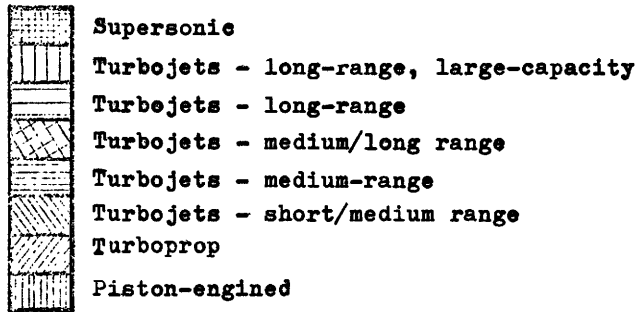 Supersonic
Turbojets - long-range, large-capacity
Turbojets - long-range
Turbojets - medium/long range
Turbojets - medium-range
Turbojets - short/medium range
Turboprop
Piston-engined